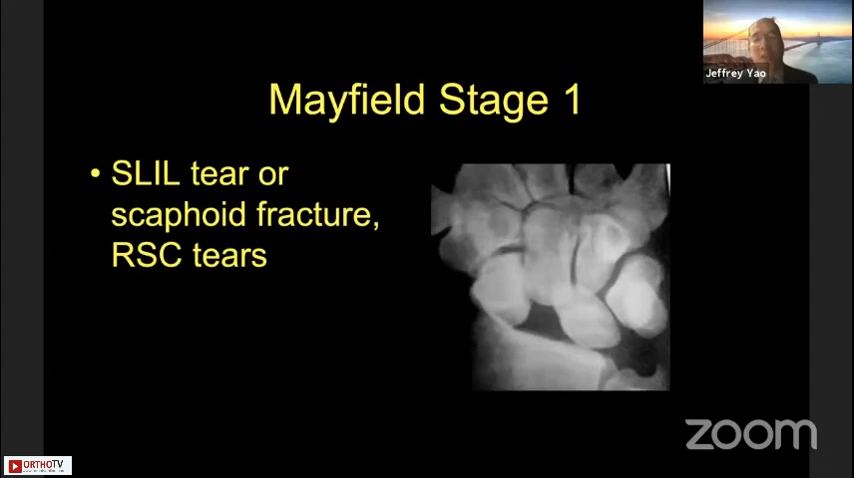 Jeffrey Yao
Mayfield Stage 1
• SLIL tear or
scaphoid fracture,
RSC tears
zoom
ORTHOTV